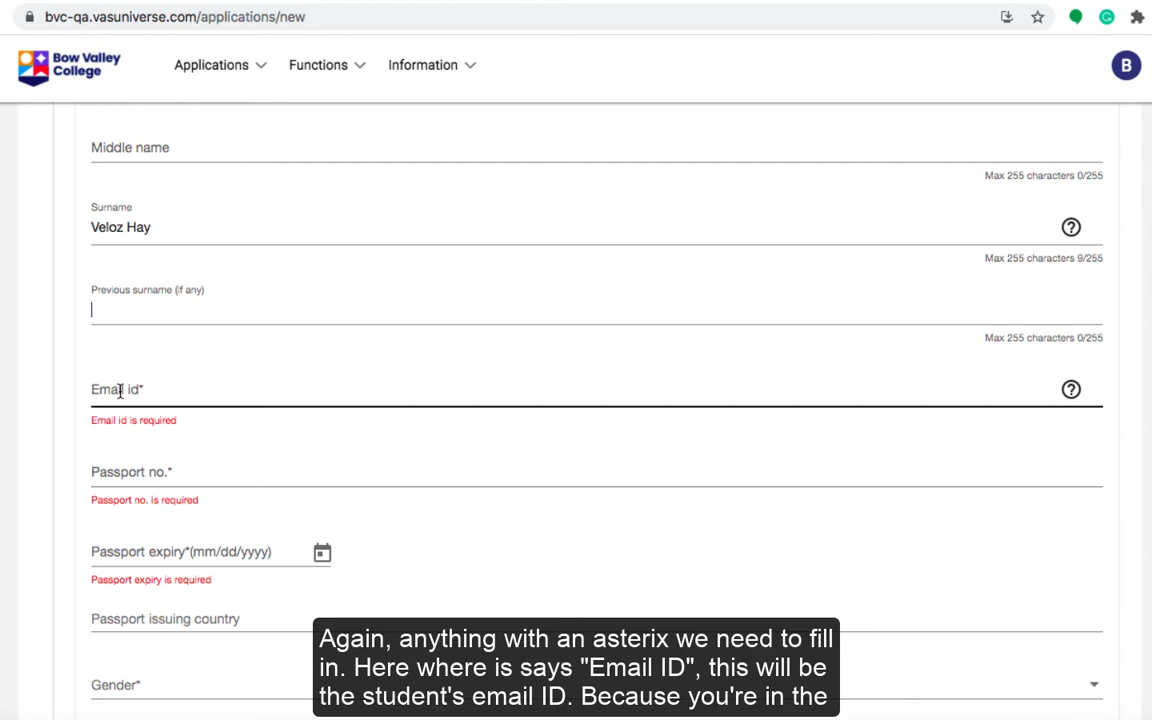 bvc-qa.vasuniverse.com/applications/new
Bow Valley
College
Applications
Functions
Information
B
Middle name
Max 255 characters 0/255
Surname
Veloz Hay
Max 255 characters 9/255
Previous surname (if any)
Max 255 characters 0/255
Email id*
Email id is required
Passport no.*
Passport no. is required
Passport expiry*(mm/dd/yyyy)
Passport expiry is required
Passport issuing country
Gender*
Again, anything with an asterix we need to fill
in. Here where is says "Email ID", this will be
the student's email ID. Because you're in the